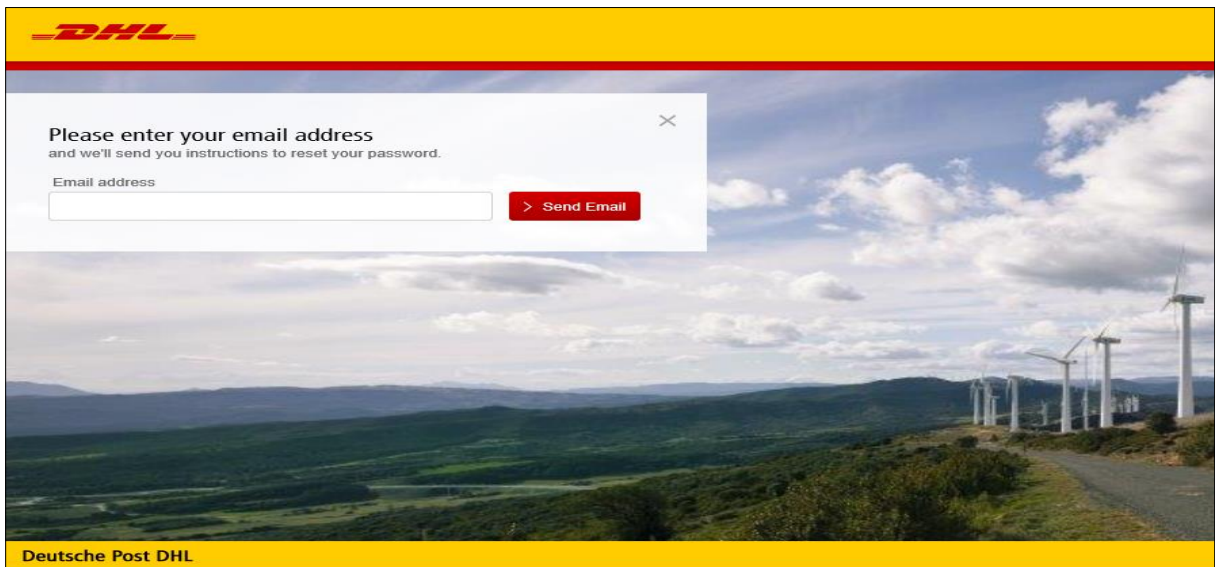 DHL
Please enter your email address
and we'll send you instructions to reset your password.
Email address
> Send Email
Deutsche Post DHL